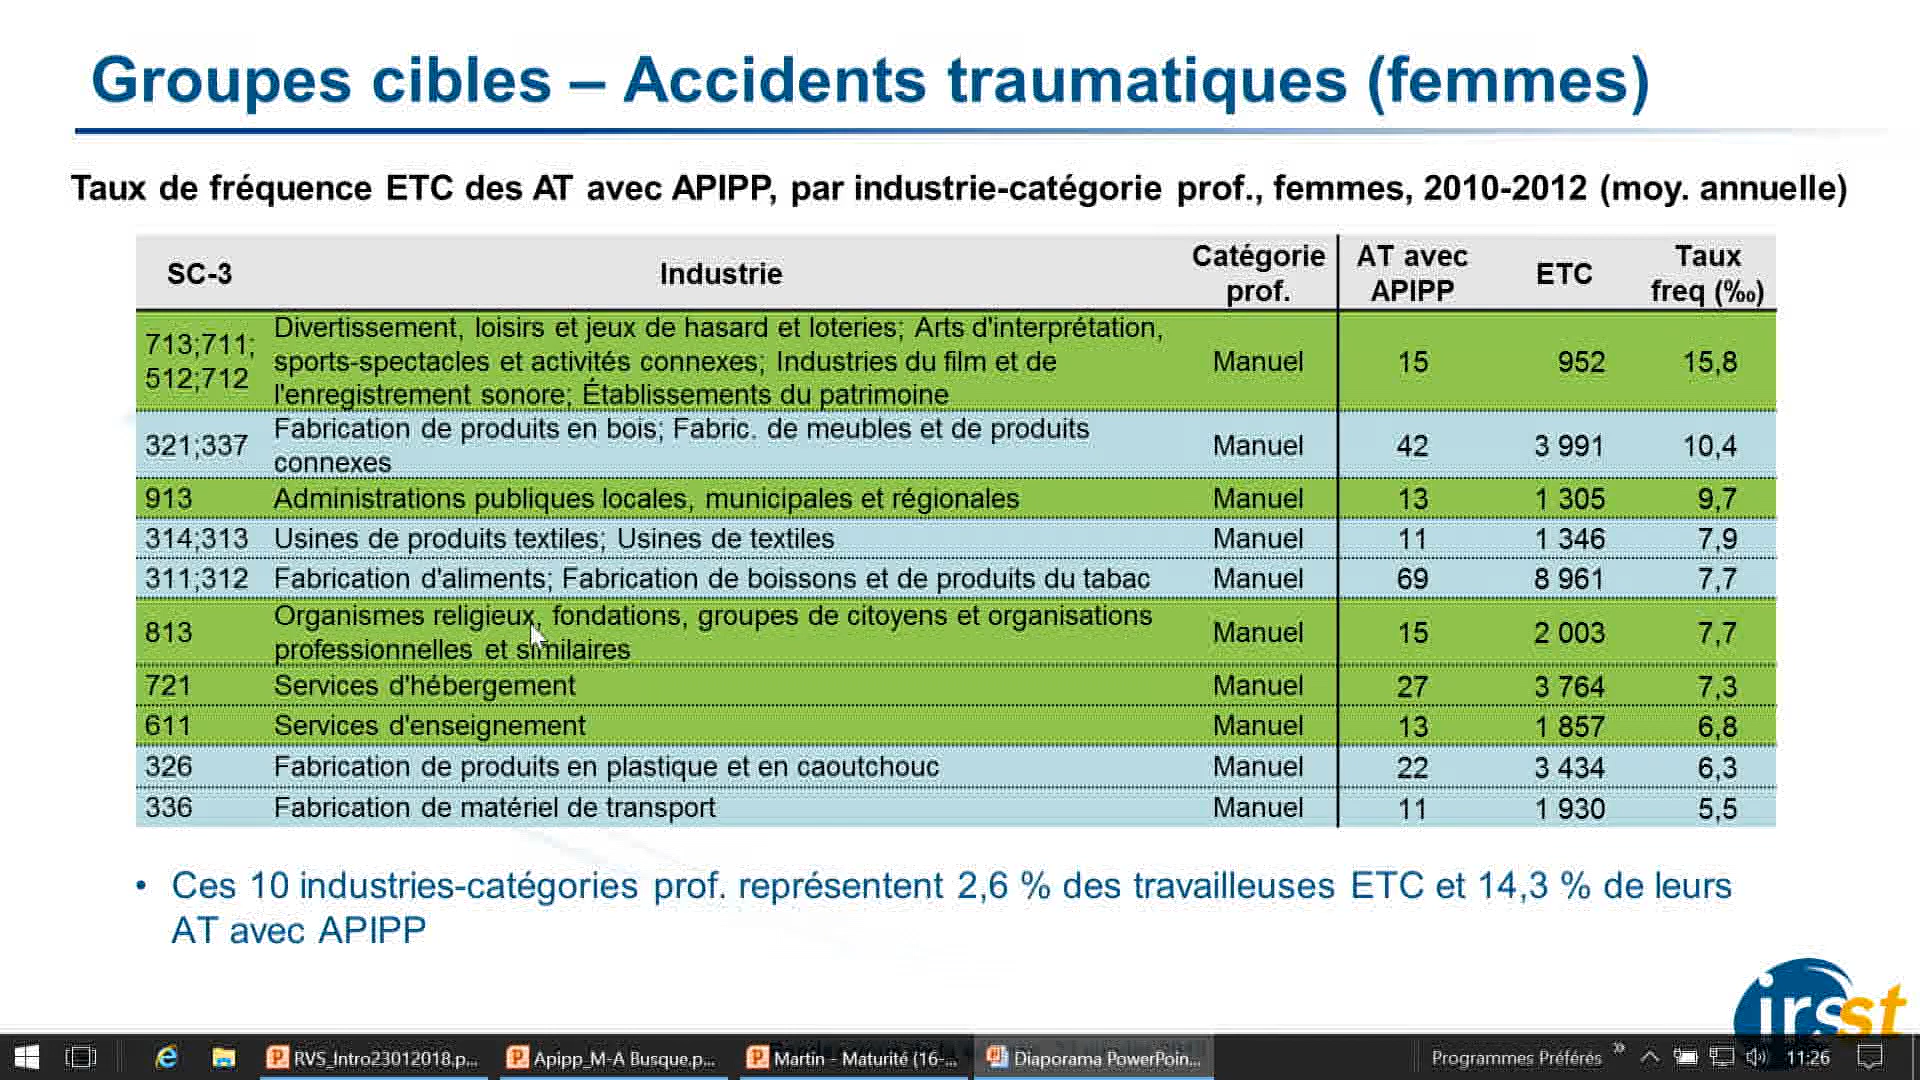 Groupes cibles – Accidents traumatiques (femmes)
Taux de fréquence ETC des AT avec APIPP, par industrie-catégorie prof., femmes, 2010-2012 (moy. annuelle)
SC-3 Industrie Catégorie prof. AT avec APIPP ETC Taux freq (‰)
713;711; 512;712 Divertissement, loisirs et jeux de hasard et loteries; Arts d'interprétation, sports-spectacles et activités connexes; Industries du film et de l'enregistrement sonore; Établissements du patrimoine Manuel 15 952 15,8
321;337 Fabrication de produits en bois; Fabric. de meubles et de produits connexes Manuel 42 3 991 10,4
913 Administrations publiques locales, municipales et régionales Manuel 13 1 305 9,7
314;313 Usines de produits textiles; Usines de textiles Manuel 11 1 346 7,9
311;312 Fabrication d'aliments; Fabrication de boissons et de produits du tabac Manuel 69 8 961 7,7
813 Organismes religieux, fondations, groupes de citoyens et organisations professionnelles et similaires Manuel 15 2 003 7,7
721 Services d'hébergement Manuel 27 3 764 7,3
611 Services d'enseignement Manuel 13 1 857 6,8
326 Fabrication de produits en plastique et en caoutchouc Manuel 22 3 434 6,3
336 Fabrication de matériel de transport Manuel 11 1 930 5,5
• Ces 10 industries-catégories prof. représentent 2,6 % des travailleuses ETC et 14,3 % de leurs
AT avec APIPP
irsst
RVS_Intro23012018.p... Apipp_M-A Busque.p... Martin - Maturité (16-... Diaporama PowerPoin... Programmes Préférés » 11:26